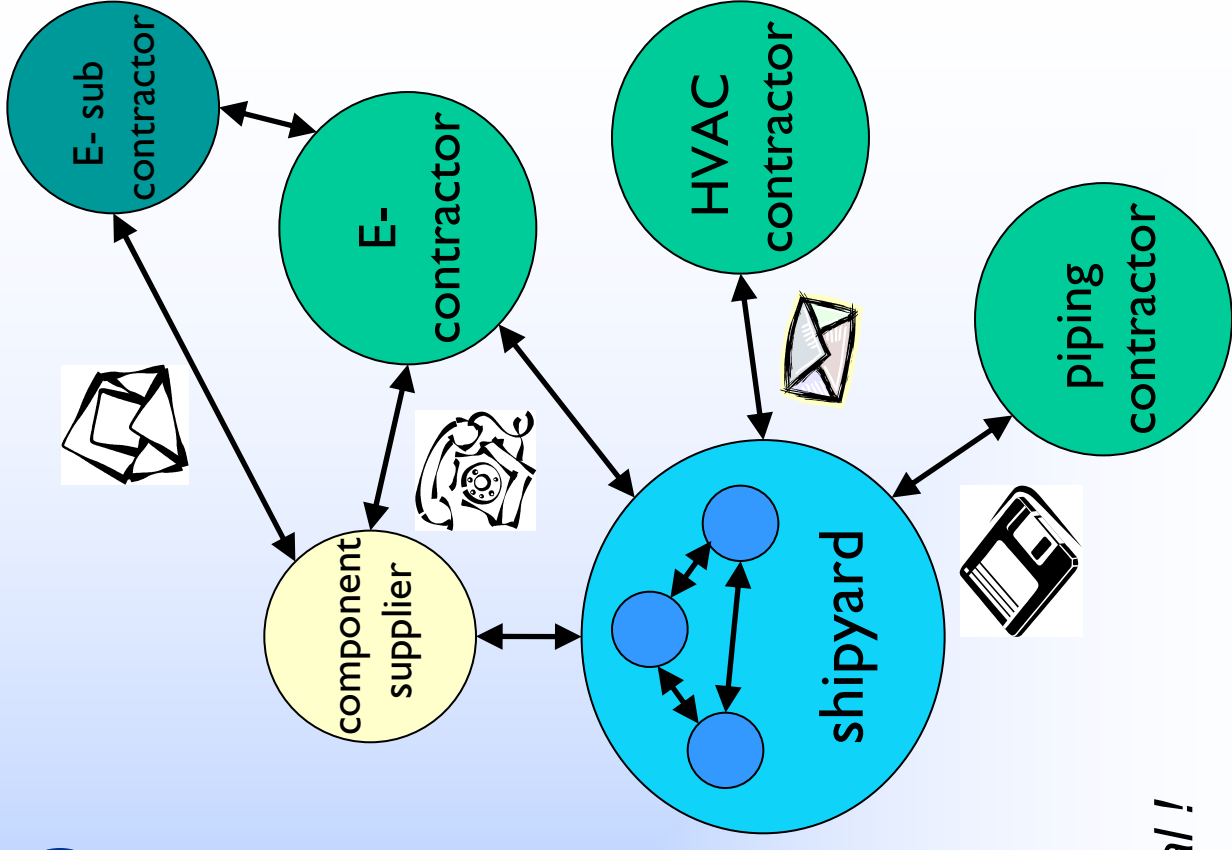 component
supplier
E- sub
contractor
E-
contractor
shipyard
HVAC
contractor
piping
contractor
!